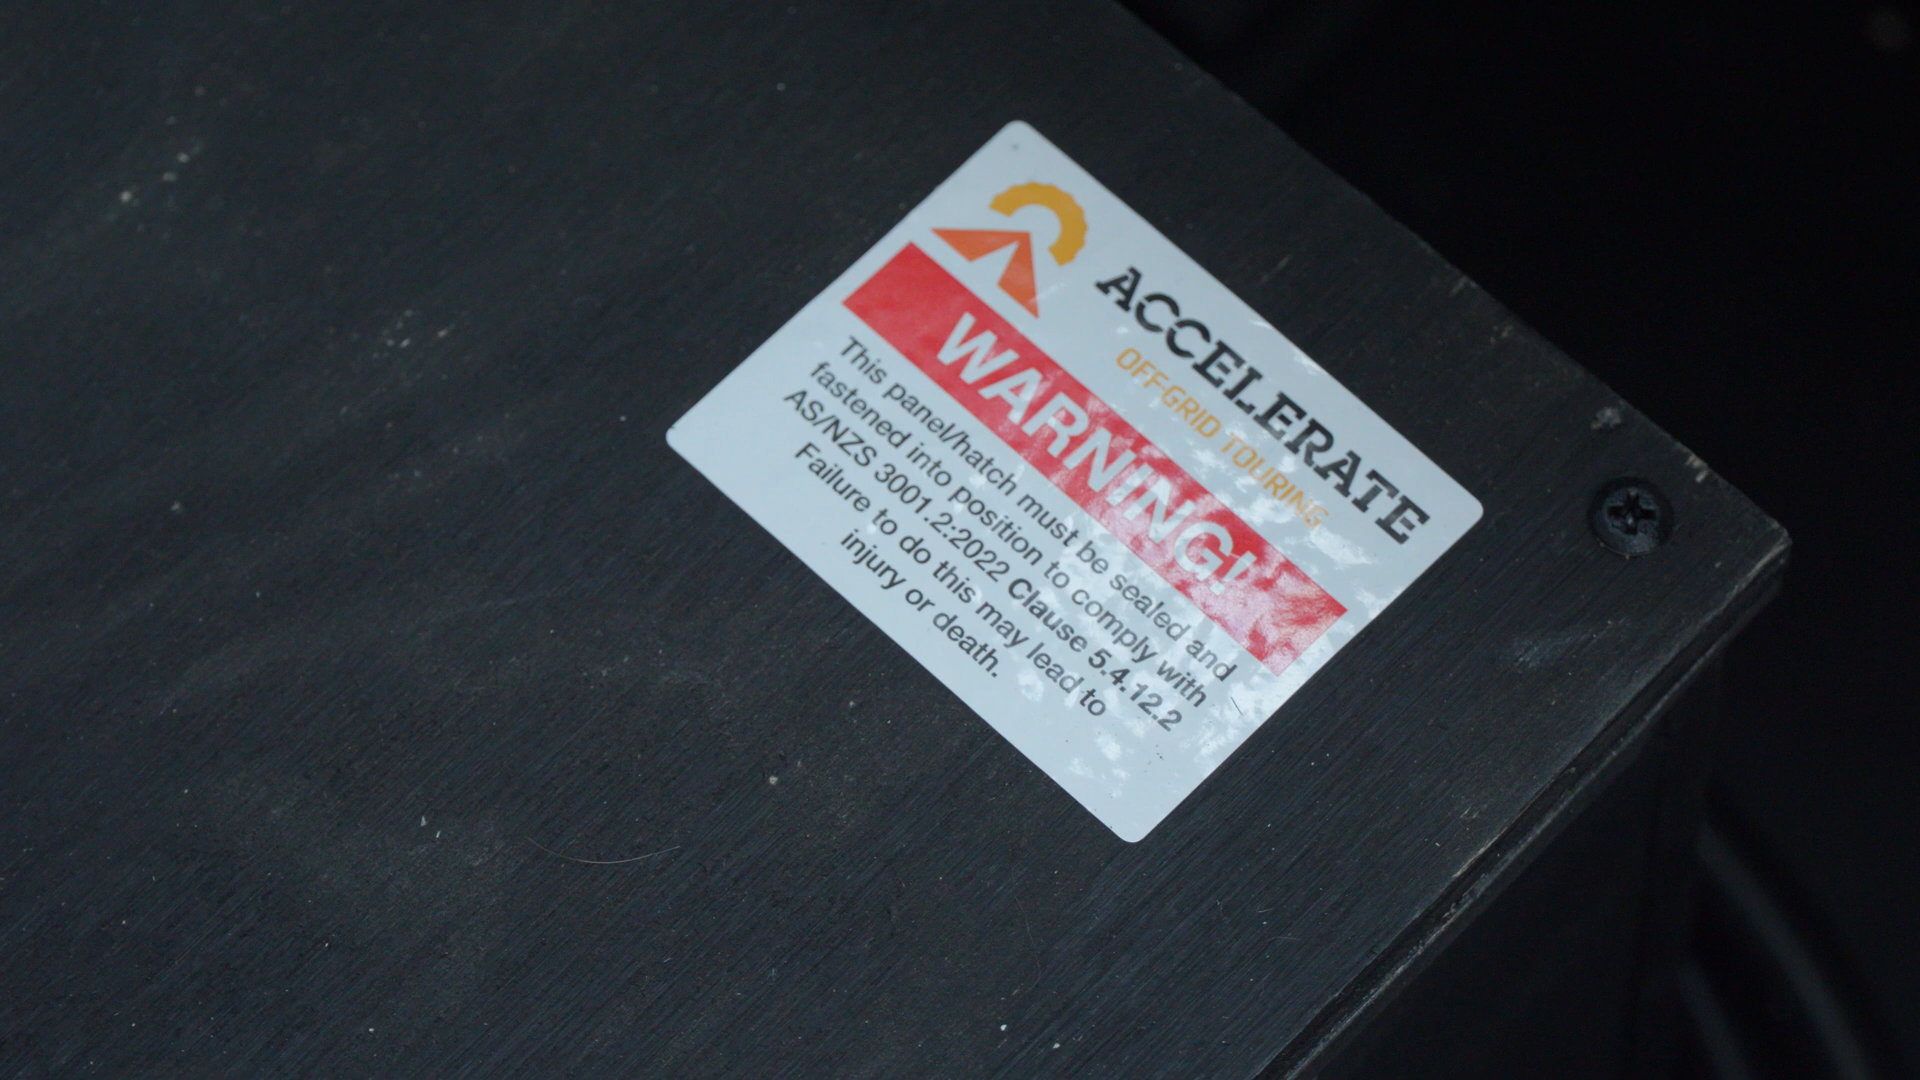 ACCELERATE
OFF-GRID TOURING
WARNING!
This panel/hatch must be sealed and
fastened into position to comply with
AS/NZS 3001.2:2022 Clause 5.4.12.2
Failure to do this may lead to
injury or death.